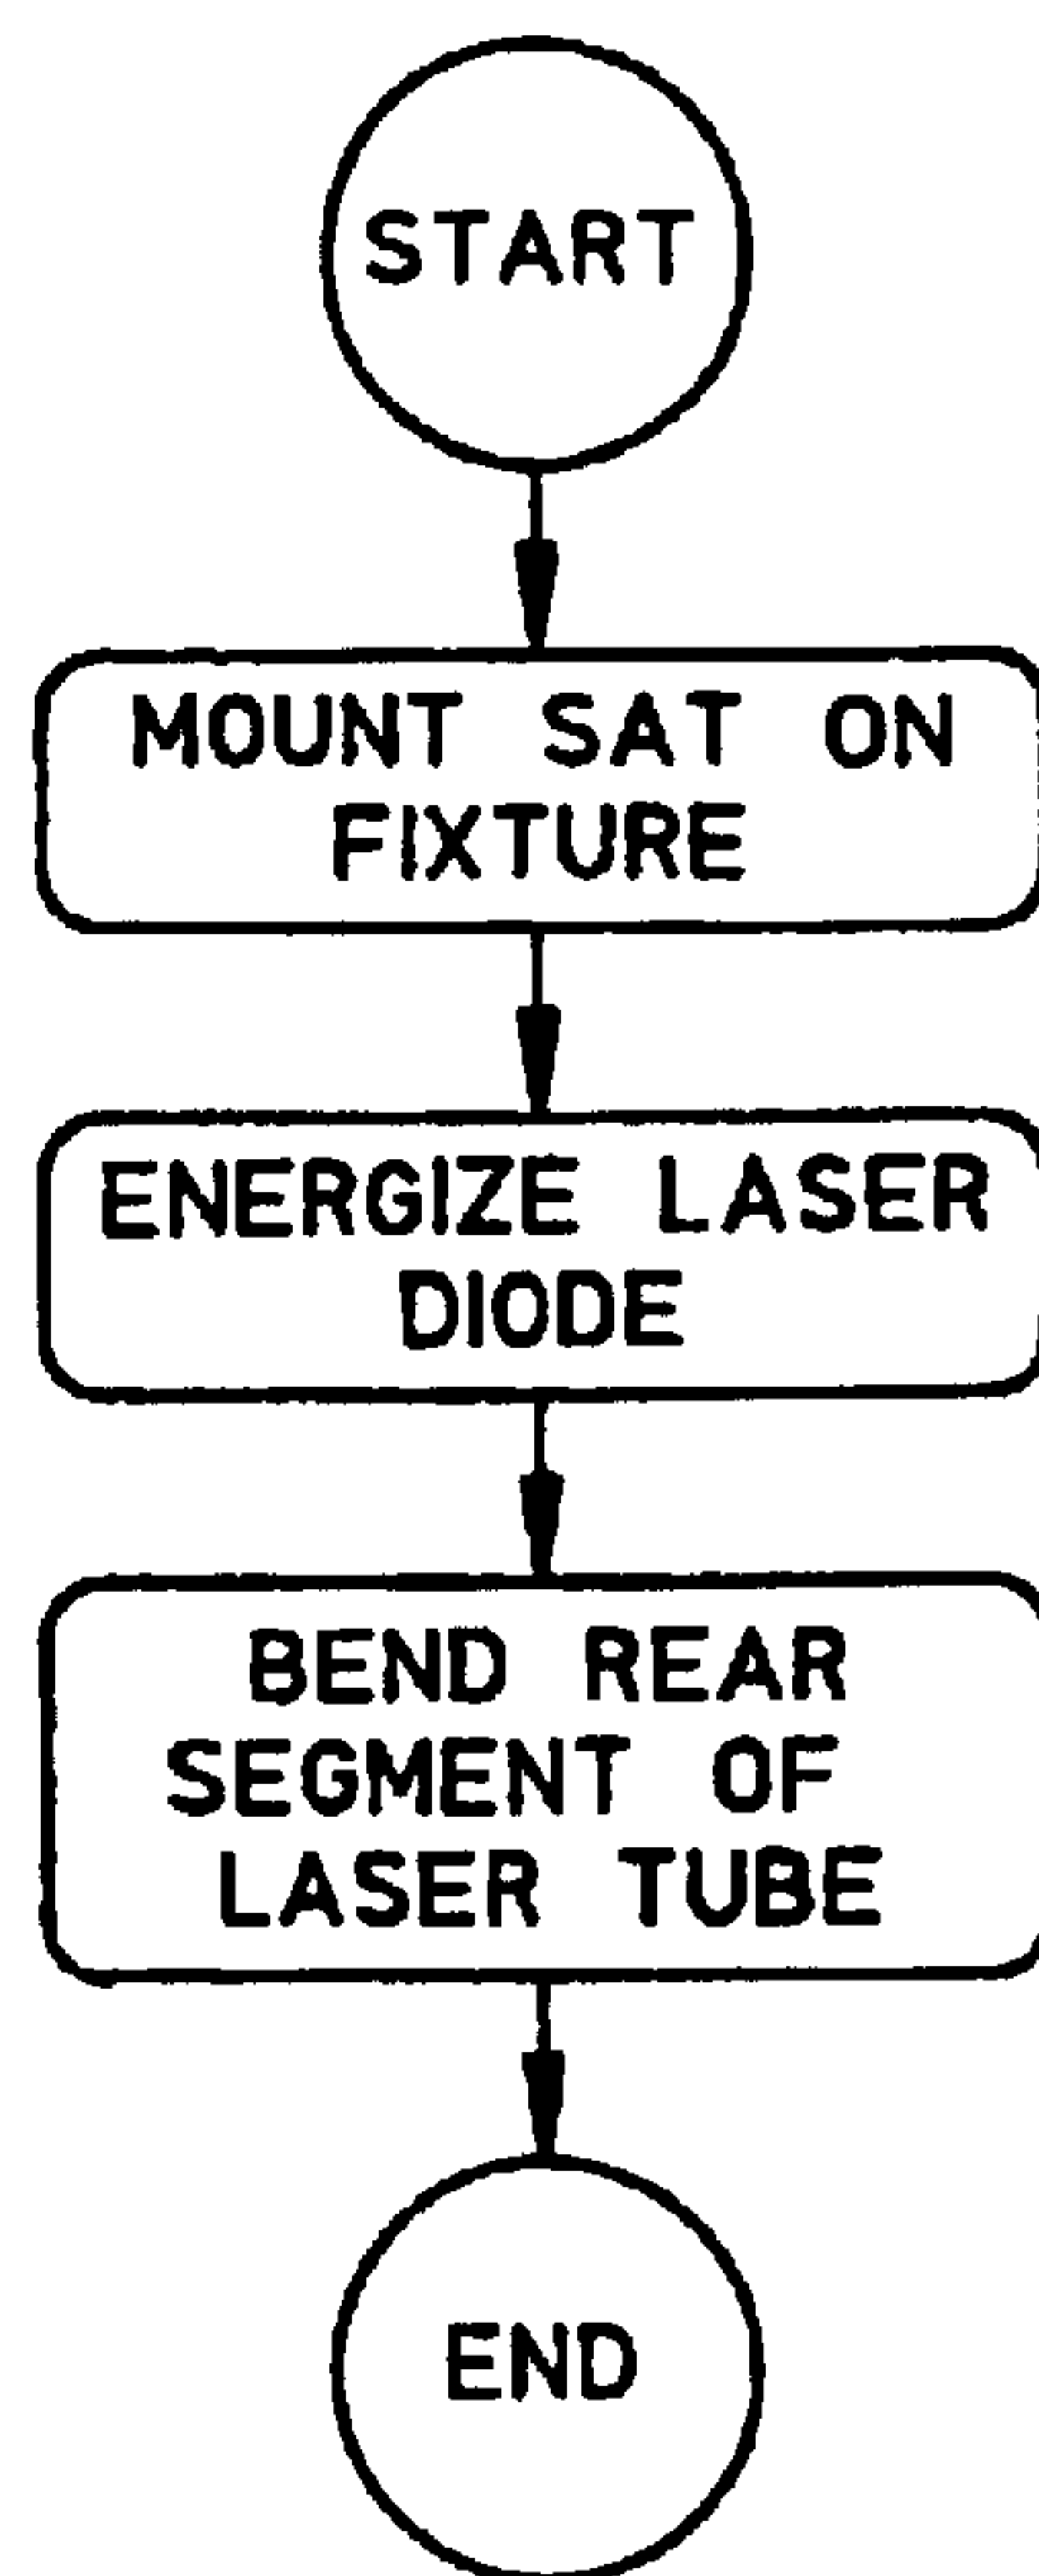 START
MOUNT SAT ON
FIXTURE
ENERGIZE LASER
DIODE
BEND REAR
SEGMENT OF
LASER TUBE
END